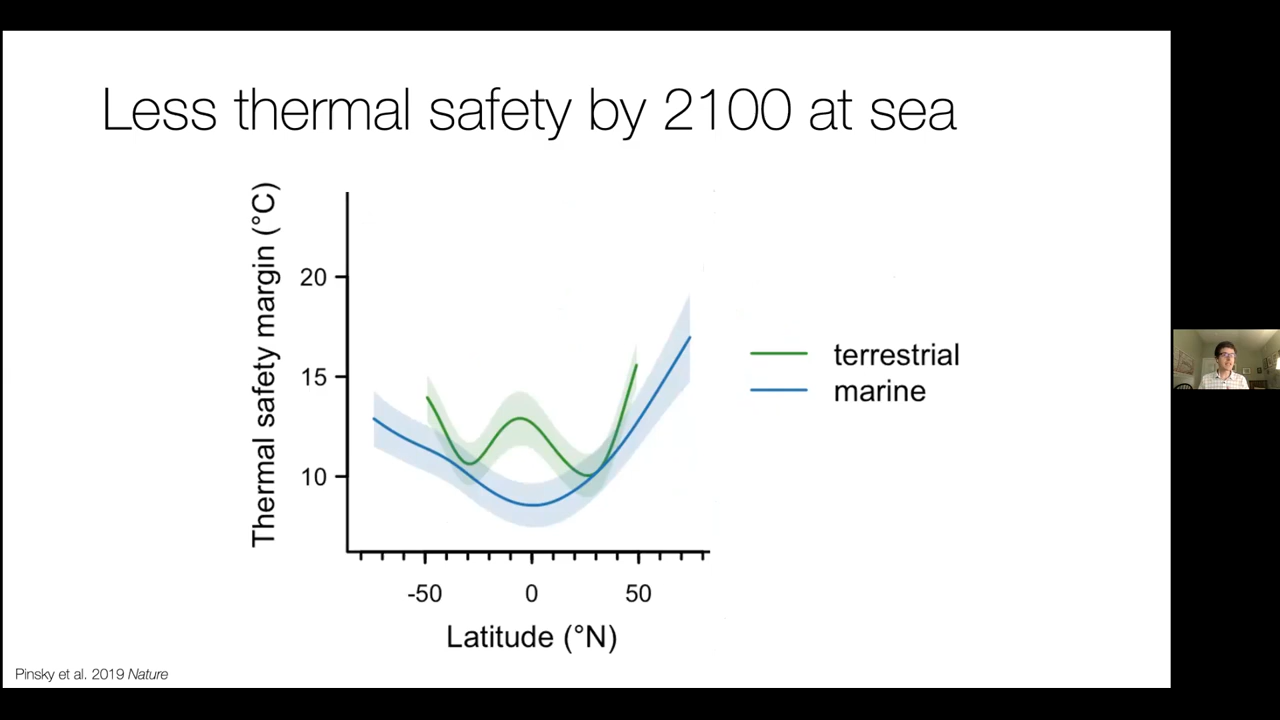 Less thermal safety by 2100 at sea
Thermal safety margin (°C)
20
15
10
-50 0 50
Latitude (°N)
terrestrial
marine
Pinsky et al. 2019 Nature